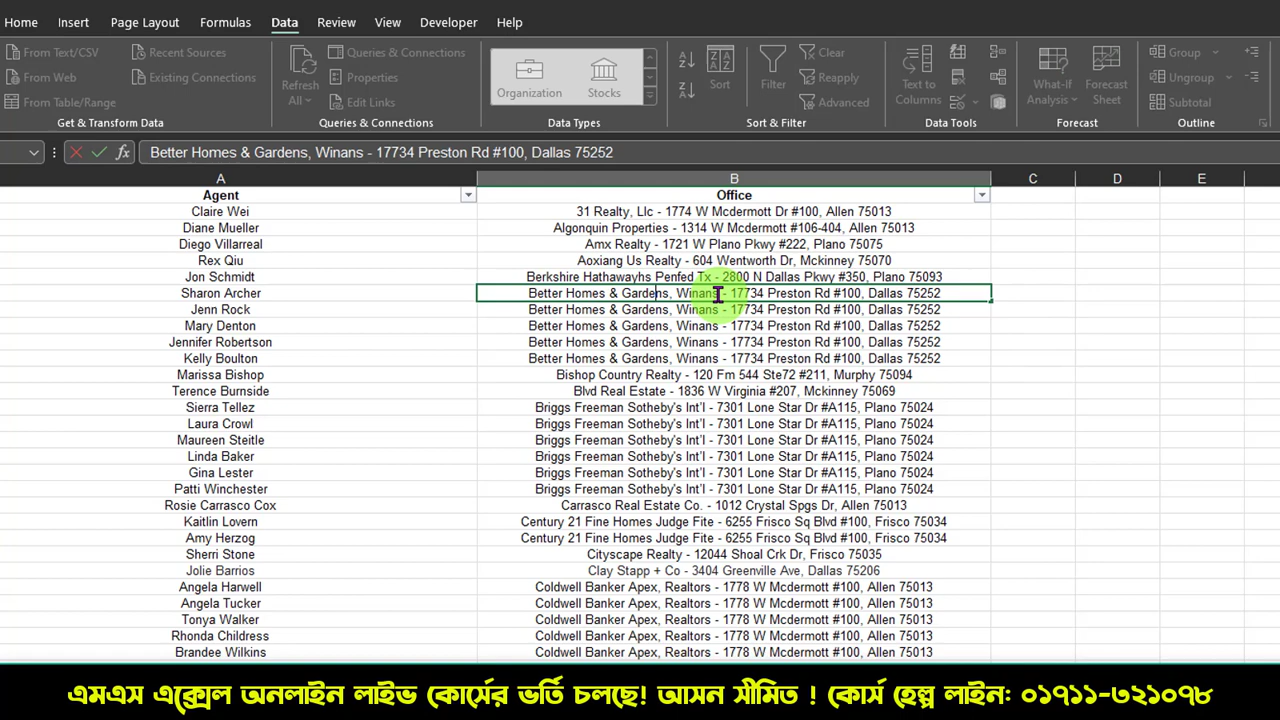 Home Insert Page Layout Formulas Data Review View Developer Help
From Text/CSV Recent Sources Queries & Connections Clear Group
From Web Existing Connections Properties Reapply Ungroup
From Table/Range Edit Links Advanced Subtotal
Refresh All Organization Stocks Sort Filter Text to Columns What-If Analysis Forecast Sheet
Get & Transform Data Queries & Connections Data Types Sort & Filter Data Tools Forecast Outline
fx Better Homes & Gardens, Winans - 17734 Preston Rd #100, Dallas 75252
A B C D E
Agent Office
Claire Wei 31 Realty, Llc - 1774 W Mcdermott Dr #100, Allen 75013
Diane Mueller Algonquin Properties - 1314 W Mcdermott #106-404, Allen 75013
Diego Villarreal Amx Realty - 1721 W Plano Pkwy #222, Plano 75075
Rex Qiu Aoxiang Us Realty - 604 Wentworth Dr, Mckinney 75070
Jon Schmidt Berkshire Hathawayhs Penfed Tx - 2800 N Dallas Pkwy #350, Plano 75093
Sharon Archer Better Homes & Gardens, Winans - 17734 Preston Rd #100, Dallas 75252
Jenn Rock Better Homes & Gardens, Winans - 17734 Preston Rd #100, Dallas 75252
Mary Denton Better Homes & Gardens, Winans - 17734 Preston Rd #100, Dallas 75252
Jennifer Robertson Better Homes & Gardens, Winans - 17734 Preston Rd #100, Dallas 75252
Kelly Boulton Better Homes & Gardens, Winans - 17734 Preston Rd #100, Dallas 75252
Marissa Bishop Bishop Country Realty - 120 Fm 544 Ste72 #211, Murphy 75094
Terence Burnside Blvd Real Estate - 1836 W Virginia #207, Mckinney 75069
Sierra Tellez Briggs Freeman Sotheby's Int'l - 7301 Lone Star Dr #A115, Plano 75024
Laura Crowl Briggs Freeman Sotheby's Int'l - 7301 Lone Star Dr #A115, Plano 75024
Maureen Steitle Briggs Freeman Sotheby's Int'l - 7301 Lone Star Dr #A115, Plano 75024
Linda Baker Briggs Freeman Sotheby's Int'l - 7301 Lone Star Dr #A115, Plano 75024
Gina Lester Briggs Freeman Sotheby's Int'l - 7301 Lone Star Dr #A115, Plano 75024
Patti Winchester Briggs Freeman Sotheby's Int'l - 7301 Lone Star Dr #A115, Plano 75024
Rosie Carrasco Cox Carrasco Real Estate Co. - 1012 Crystal Spgs Dr, Allen 75013
Kaitlin Lovern Century 21 Fine Homes Judge Fite - 6255 Frisco Sq Blvd #100, Frisco 75034
Amy Herzog Century 21 Fine Homes Judge Fite - 6255 Frisco Sq Blvd #100, Frisco 75034
Sherri Stone Cityscape Realty - 12044 Shoal Crk Dr, Frisco 75035
Jolie Barrios Clay Stapp + Co - 3404 Greenville Ave, Dallas 75206
Angela Harwell Coldwell Banker Apex, Realtors - 1778 W Mcdermott #100, Allen 75013
Angela Tucker Coldwell Banker Apex, Realtors - 1778 W Mcdermott #100, Allen 75013
Tonya Walker Coldwell Banker Apex, Realtors - 1778 W Mcdermott #100, Allen 75013
Rhonda Childress Coldwell Banker Apex, Realtors - 1778 W Mcdermott #100, Allen 75013
Brandee Wilkins Coldwell Banker Apex, Realtors - 1778 W Mcdermott #100, Allen 75013
এমএস এক্সেল অনলাইন লাইভ কোর্সের ভর্তি চলছে! আসন সীমিত ! কোর্স হেল্প লাইনঃ ০১৭১১-৩২১০৭৮